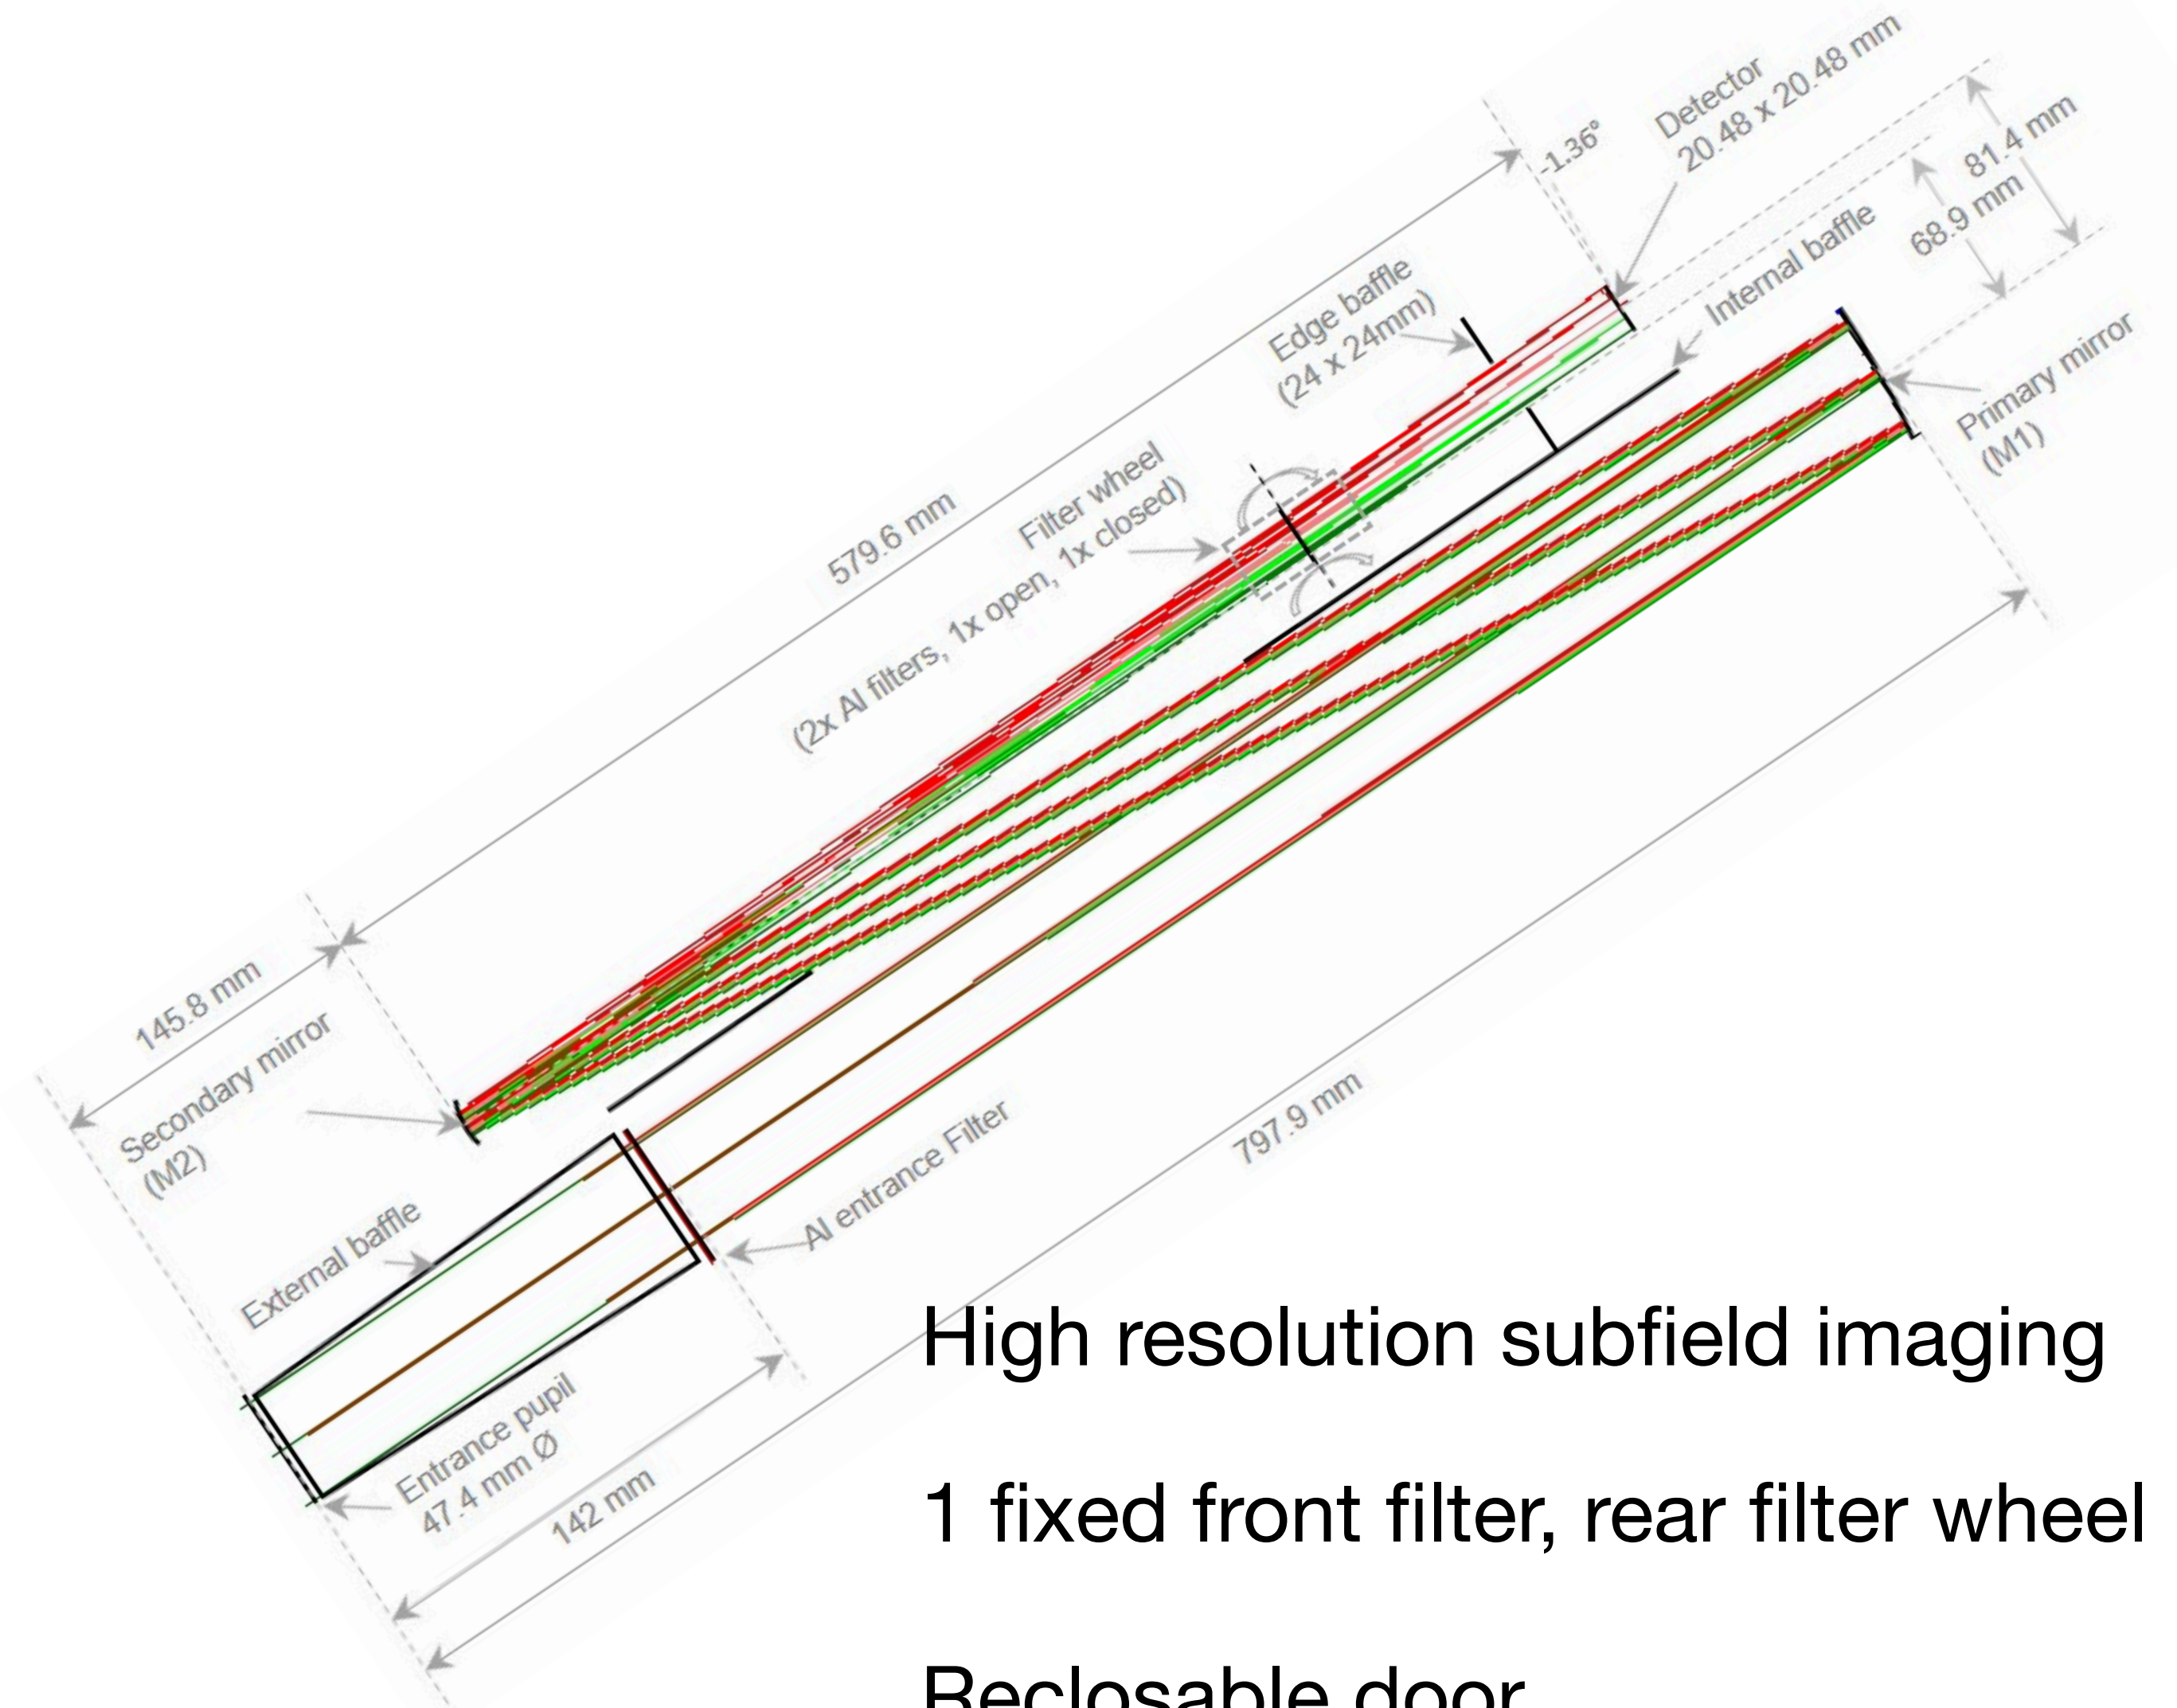 Detector
20.48 x 20.48 mm
-1.36°
81.4 mm
68.9 mm
Internal baffle
Edge baffle
(24 x 24mm)
Primary mirror
(M1)
Filter wheel
(2x Al filters, 1x open, 1x closed)
579.6 mm
145.8 mm
Secondary mirror
(M2)
External baffle
Al entrance Filter
797.9 mm
Entrance pupil
47.4 mm Ø
142 mm
High resolution subfield imaging
1 fixed front filter, rear filter wheel
Reclosable door